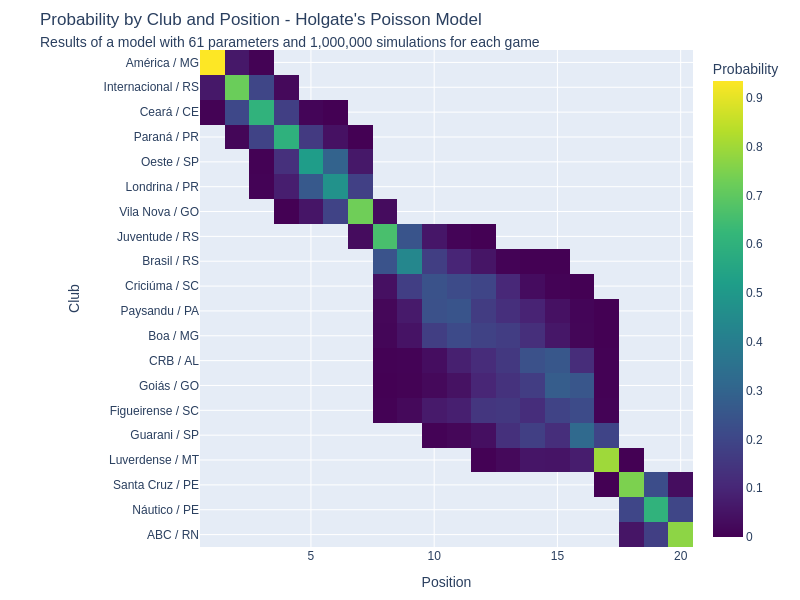 Probability by Club and Position - Holgate's Poisson Model
Results of a model with 61 parameters and 1,000,000 simulations for each game
Probability
América / MG
Internacional / RS
Ceará / CE
Paraná / PR
Oeste / SP
Londrina / PR
Vila Nova / GO
Juventude / RS
Brasil / RS
Criciúma / SC
Paysandu / PA
Boa / MG
CRB / AL
Goiás / GO
Figueirense / SC
Guarani / SP
Luverdense / MT
Santa Cruz / PE
Náutico / PE
ABC / RN
Club
5
10
15
20
Position
0.9
0.8
0.7
0.6
0.5
0.4
0.3
0.2
0.1
0